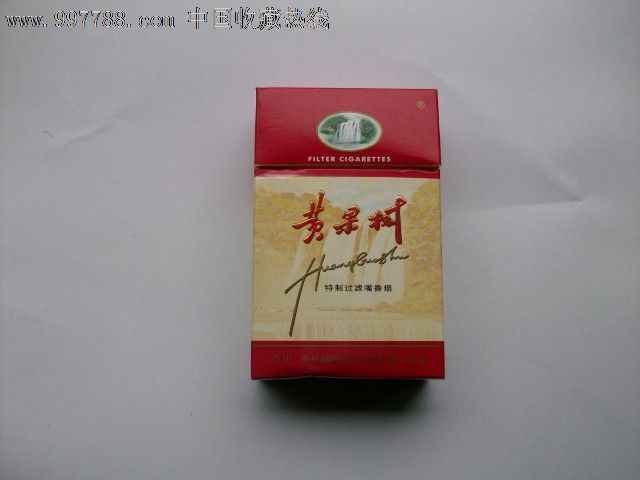 www.997788.com 中国收藏热线
®
FILTER CIGARETTES
黄果树
Huangguoshu
特制过滤嘴香烟